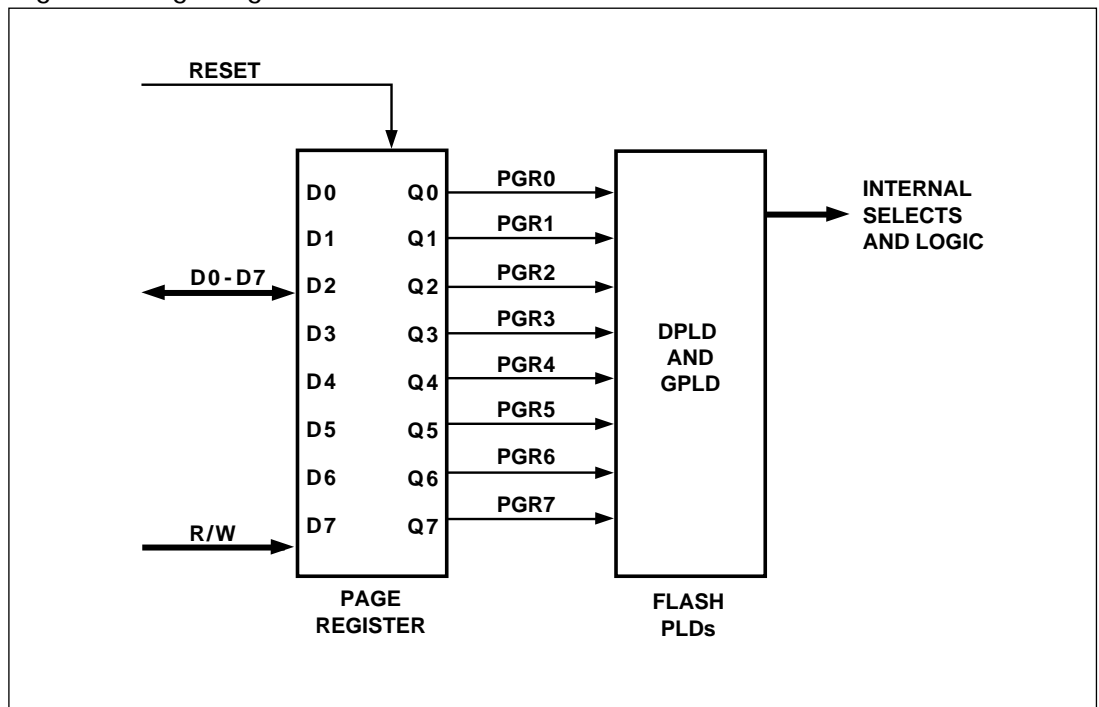 RESET
D0-D7
R/W
D0
D1
D2
D3
D4
D5
D6
D7
Q0
Q1
Q2
Q3
Q4
Q5
Q6
Q7
PAGE
REGISTER
PGR0
PGR1
PGR2
PGR3
PGR4
PGR5
PGR6
PGR7
DPLD
AND
GPLD
FLASH
PLDs
INTERNAL
SELECTS
AND LOGIC